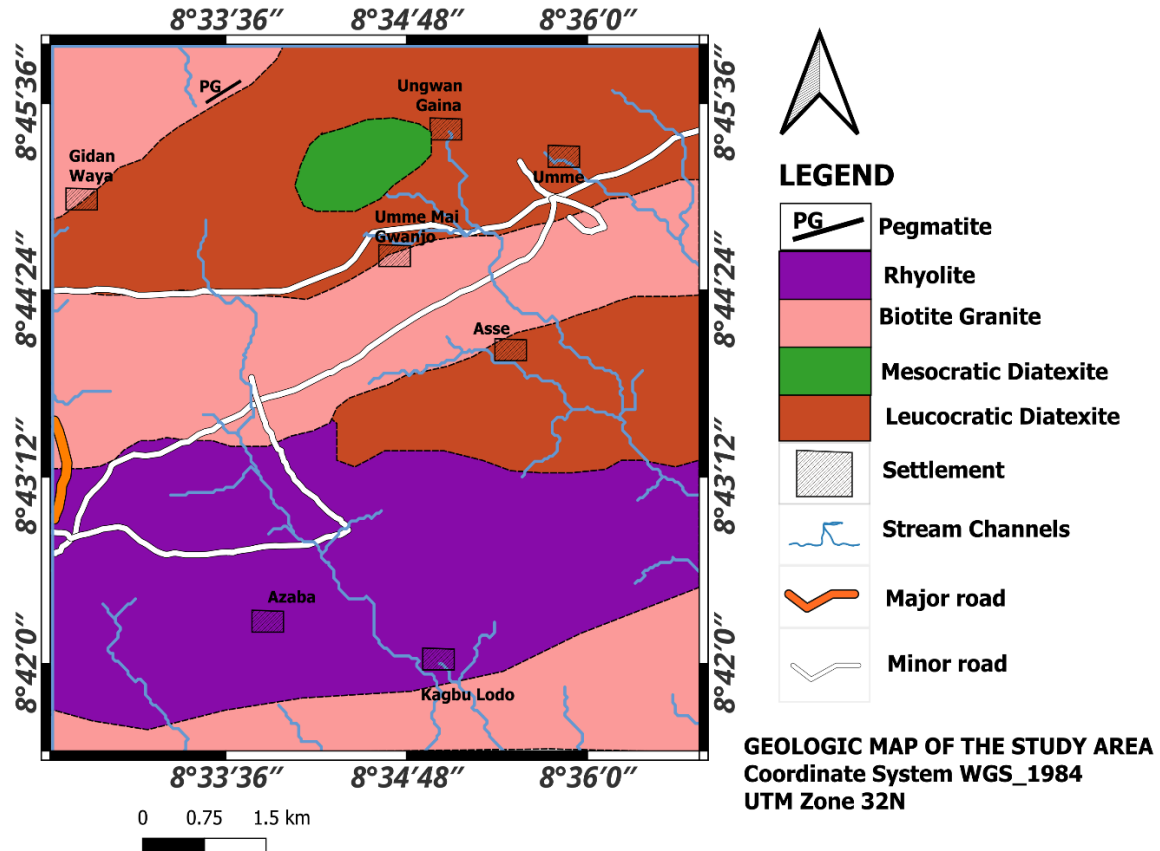 8°33′36″ 8°34′48″ 8°36′0″
8°45′36″ 8°44′24″ 8°43′12″ 8°42′0″
PG
Ungwan
Gaina
Gidan
Waya
Umme
Umme Mai
Gwanjo
Asse
Azaba
Kagbu Lodo
8°45′36″ 8°44′24″ 8°43′12″ 8°42′0″
8°33′36″ 8°34′48″ 8°36′0″
0 0.75 1.5 km
LEGEND
PG Pegmatite
Rhyolite
Biotite Granite
Mesocratic Diatexite
Leucocratic Diatexite
Settlement
Stream Channels
Major road
Minor road
GEOLOGIC MAP OF THE STUDY AREA
Coordinate System WGS_1984
UTM Zone 32N